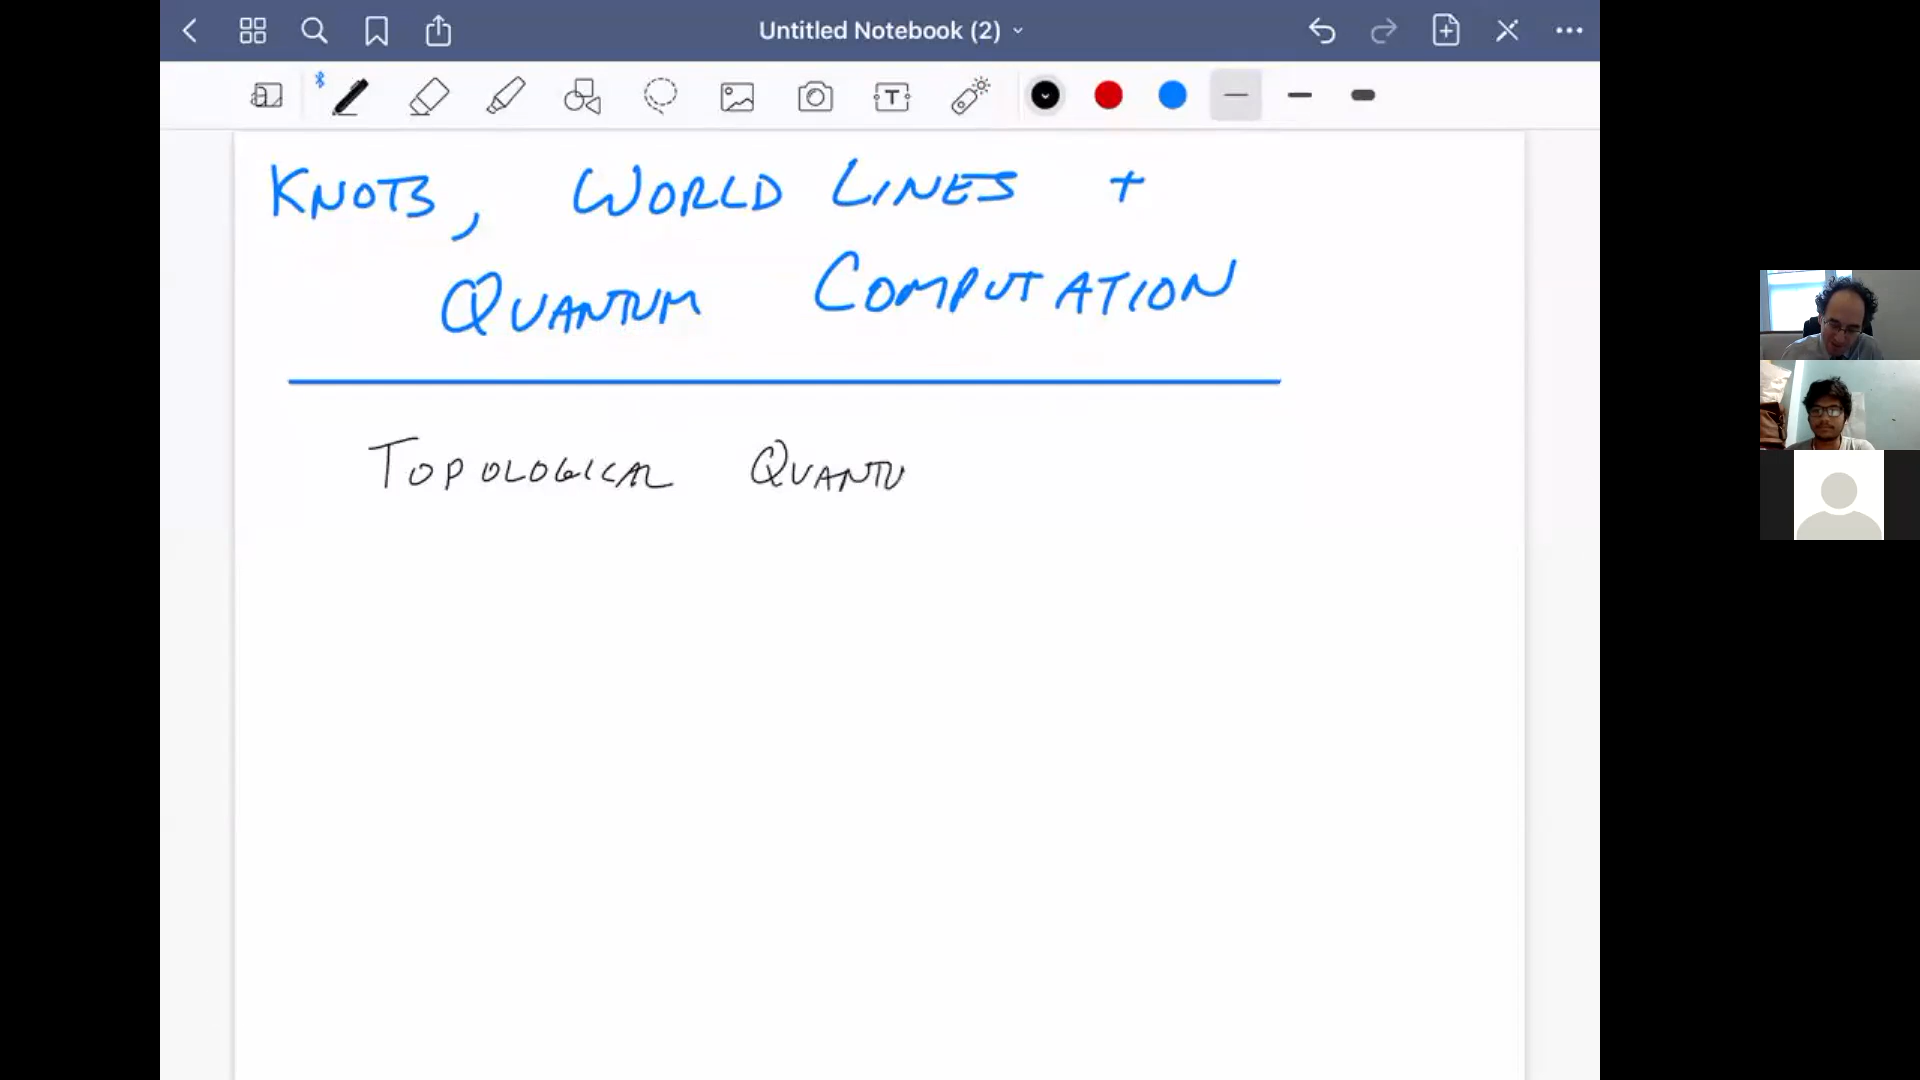 Untitled Notebook (2)
KNOTS, WORLD LINES +
QUANTUM COMPUTATION
TOPOLOGICAL QUANTU